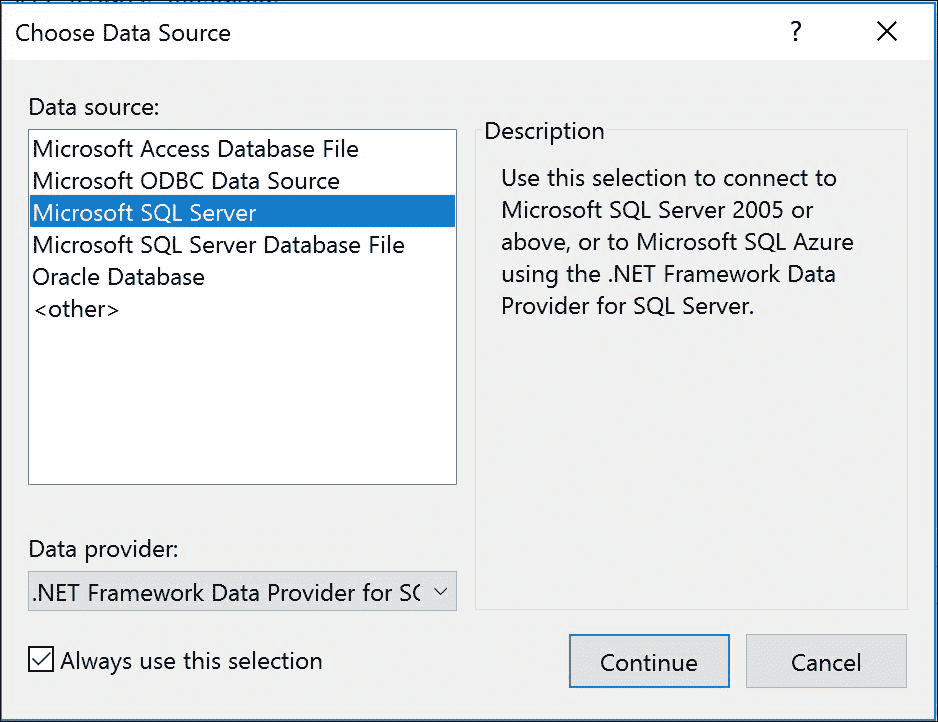 Choose Data Source
?
Data source:
Microsoft Access Database File
Microsoft ODBC Data Source
Microsoft SQL Server
Microsoft SQL Server Database File
Oracle Database
<other>
Description
Use this selection to connect to
Microsoft SQL Server 2005 or
above, or to Microsoft SQL Azure
using the .NET Framework Data
Provider for SQL Server.
Data provider:
.NET Framework Data Provider for
Always use this selection
Continue
Cancel